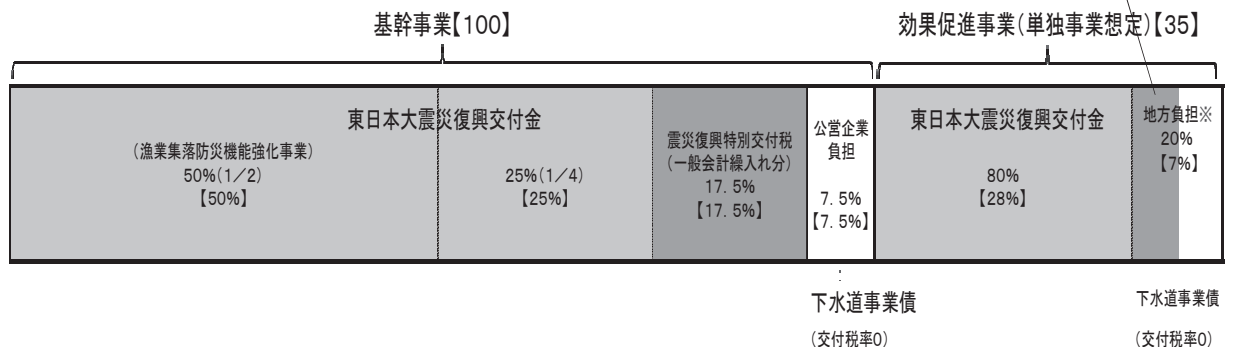 基幹事業【100】
効果促進事業(単独事業想定)【35】
東日本大震災復興交付金
(漁業集落防災機能強化事業)
50%(1／2)
【50%】
25%(1／4)
【25%】
震災復興特別交付税
(一般会計繰入れ分)
17．5%
【17．5%】
公営企業
負担
7．5%
【7．5%】
東日本大震災復興交付金
80%
【28%】
地方負担※
20%
【7%】
下水道事業債
(交付税率0)
下水道事業債
(交付税率0)